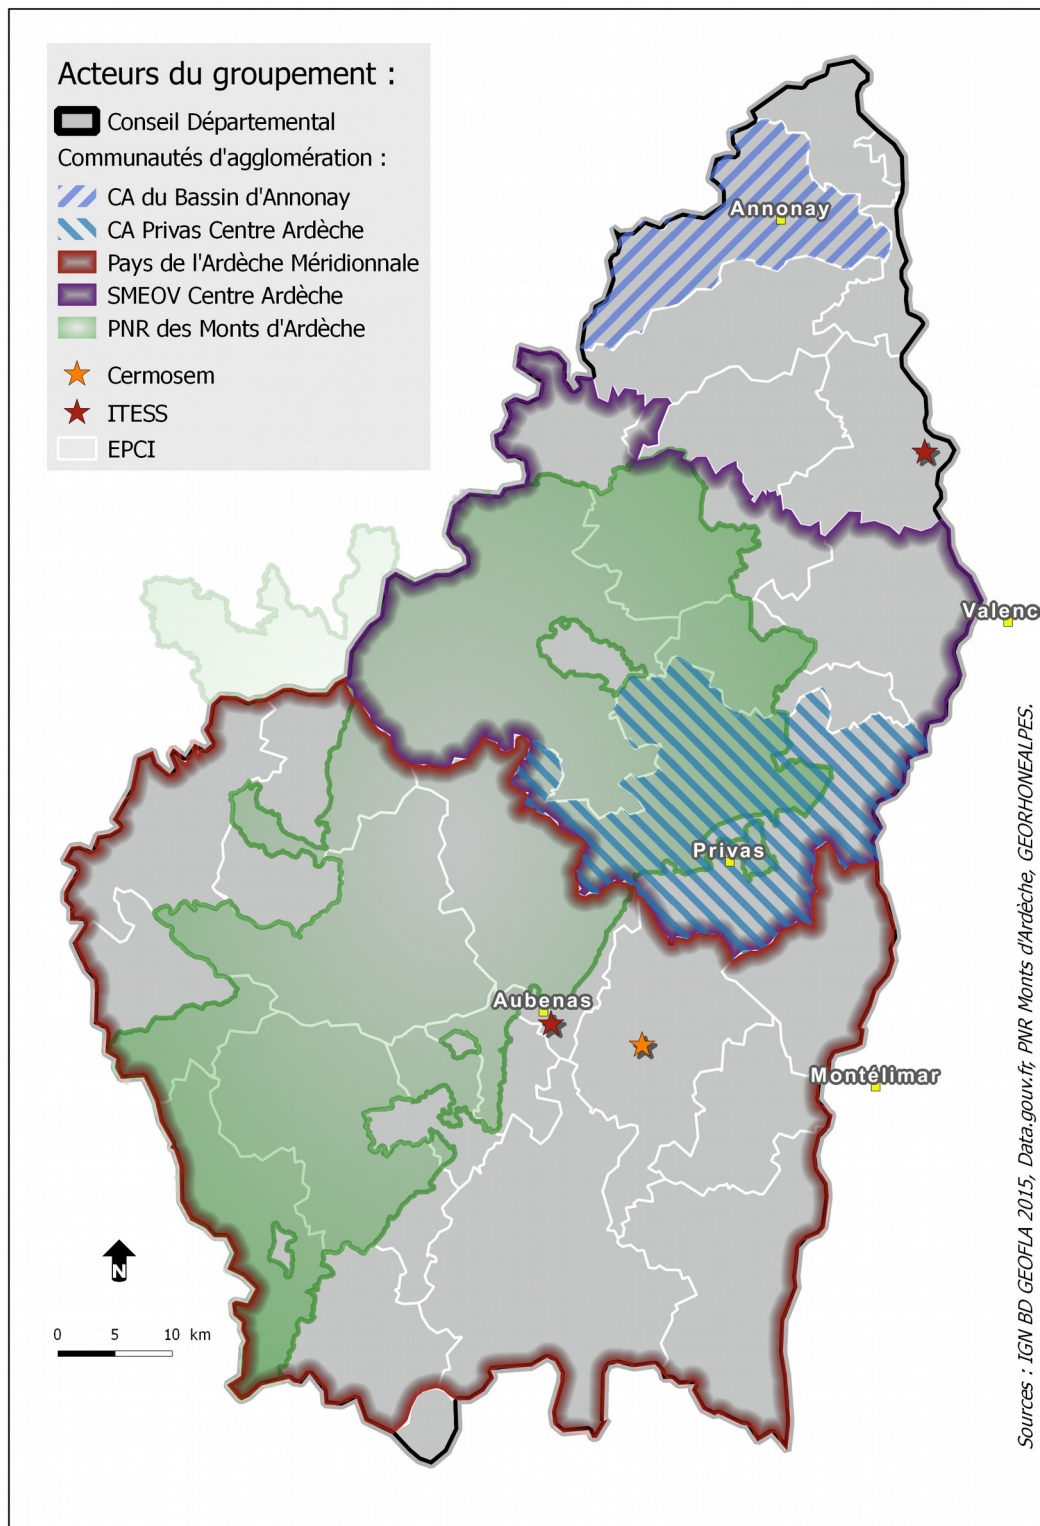 Acteurs du groupement :
Conseil Départemental
Communautés d'agglomération :
CA du Bassin d'Annonay
CA Privas Centre Ardèche
Pays de l'Ardèche Méridionnale
SMEOV Centre Ardèche
PNR des Monts d'Ardèche
Cermosem
ITESS
EPCI
Annonay
Valenc
Privas
Aubenas
Montélimar
N
0 5 10 km
Sources : IGN BD GEOFLA 2015, Data.gouv.fr, PNR Monts d'Ardèche, GEORHONEALPES.